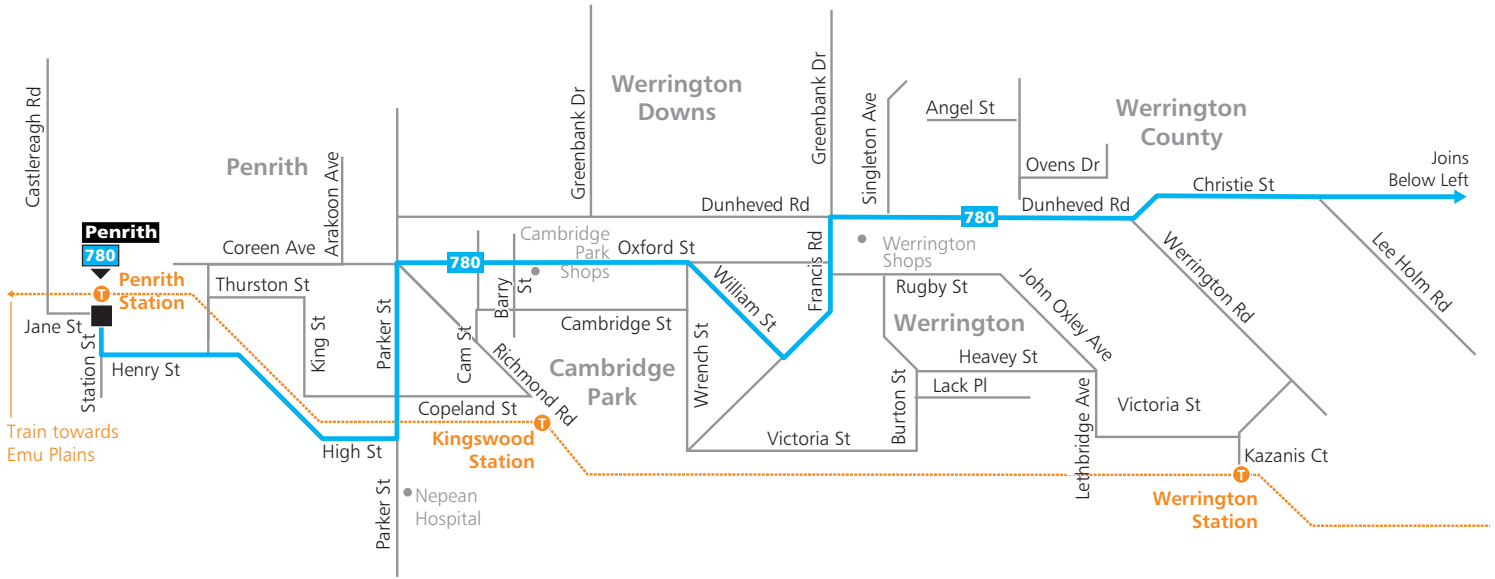 Castlereagh Rd
Penrith
780
Penrith
Station
Jane St
Station St
Henry St
Train towards
Emu Plains
Penrith
Coreen Ave
Arakoon Ave
Thurston St
King St
Parker St
High St
Parker St
Nepean
Hospital
780
Cam St
Barry
St
Cambridge
Park
Shops
Oxford St
Cambridge St
Richmond Rd
Copeland St
Kingswood
Station
Cambridge
Park
Greenbank Dr
Werrington
Downs
Dunheved Rd
Wrench St
William St
Francis Rd
Victoria St
Greenbank Dr
Singleton Ave
Angel St
Ovens Dr
Werrington
County
780
Dunheved Rd
Christie St
Joins
Below Left
Werrington
Shops
Rugby St
Werrington
John Oxley Ave
Heavey St
Lack Pl
Burton St
Lethbridge Ave
Victoria St
Werrington Rd
Lee Holm Rd
Kazanis Ct
Werrington
Station
T
T
T